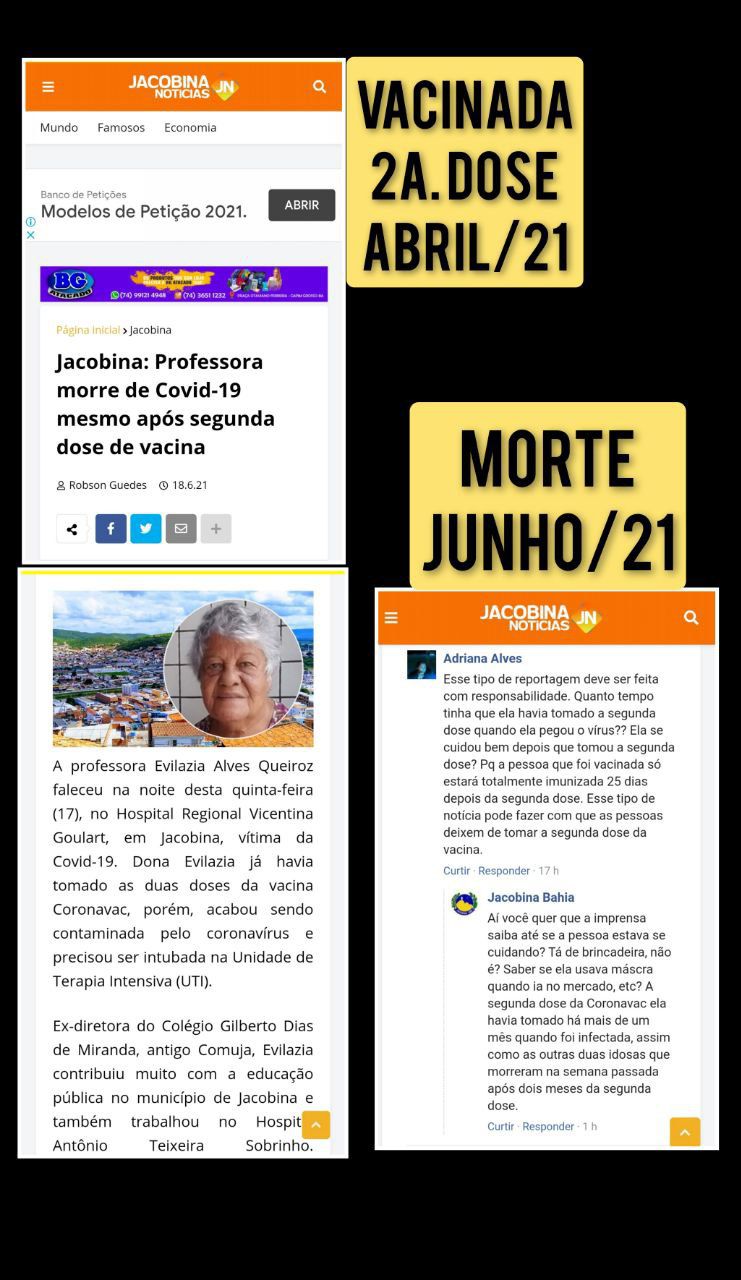 JACOBINA
NOTICIAS JN
Mundo Famosos Economia
Banco de Petições
Modelos de Petição 2021.
ABRIR
BG
ATACADO
(74) 99121 4948 (74) 3651 1232
Página inicial › Jacobina
Jacobina: Professora
morre de Covid-19
mesmo após segunda
dose de vacina
Robson Guedes 18.6.21
VACINADA
2A. DOSE
ABRIL/21
MORTE
JUNHO/21
A professora Evilazia Alves Queiroz
faleceu na noite desta quinta-feira
(17), no Hospital Regional Vicentina
Goulart, em Jacobina, vítima da
Covid-19. Dona Evilazia já havia
tomado as duas doses da vacina
Coronavac, porém, acabou sendo
contaminada pelo coronavírus e
precisou ser intubada na Unidade de
Terapia Intensiva (UTI).
Ex-diretora do Colégio Gilberto Dias
de Miranda, antigo Comuja, Evilazia
contribuiu muito com a educação
pública no município de Jacobina e
também trabalhou no Hospit
Antônio Teixeira Sobrinho.
JACOBINA
NOTICIAS JN
Adriana Alves
Esse tipo de reportagem deve ser feita
com responsabilidade. Quanto tempo
tinha que ela havia tomado a segunda
dose quando ela pegou o vírus?? Ela se
cuidou bem depois que tomou a segunda
dose? Pq a pessoa que foi vacinada só
estará totalmente imunizada 25 dias
depois da segunda dose. Esse tipo de
notícia pode fazer com que as pessoas
deixem de tomar a segunda dose da
vacina.
Curtir · Responder · 17 h
Jacobina Bahia
Aí você quer que a imprensa
saiba até se a pessoa estava se
cuidando? Tá de brincadeira, não
é? Saber se ela usava máscra
quando ia no mercado, etc? A
segunda dose da Coronavac ela
havia tomado há mais de um
mês quando foi infectada, assim
como as outras duas idosas que
morreram na semana passada
após dois meses da segunda
dose.
Curtir · Responder · 1 h